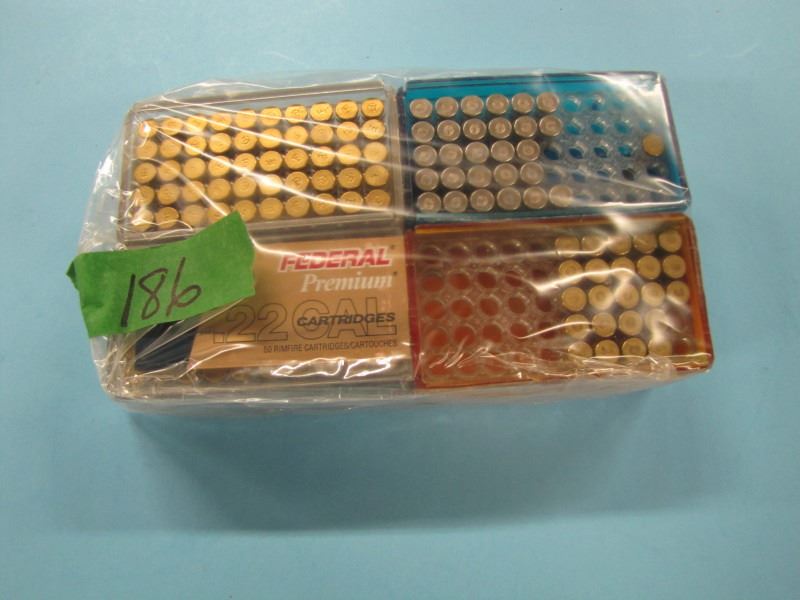 186
FEDERAL
Premium®
.22 CAL
CARTRIDGES
50 RIMFIRE CARTRIDGES/CARTOUCHES